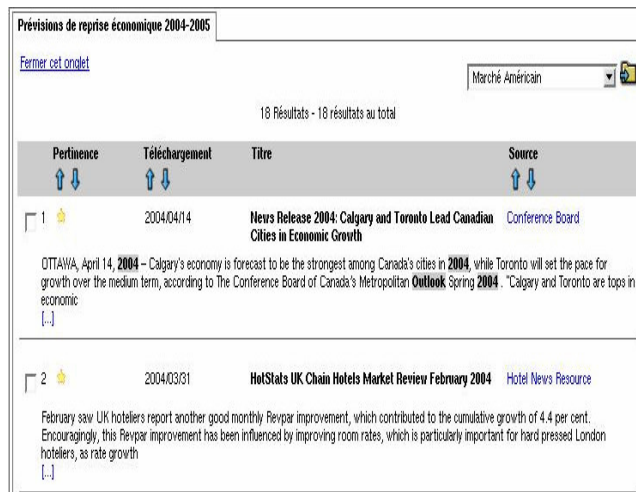 Prévisions de reprise économique 2004-2005
Fermer cet onglet
Marché Américain
18 Résultats - 18 résultats au total
Pertinence Téléchargement Titre Source
1 2004/04/14 News Release 2004: Calgary and Toronto Lead Canadian Conference Board
Cities in Economic Growth
OTTAWA, April 14, 2004 – Calgary's economy is forecast to be the strongest among Canada's cities in 2004, while Toronto will set the pace for
growth over the medium term, according to The Conference Board of Canada's Metropolitan Outlook Spring 2004 . "Calgary and Toronto are tops in
economic
[...]
2 2004/03/31 HotStats UK Chain Hotels Market Review February 2004 Hotel News Resource
February saw UK hoteliers report another good monthly Revpar improvement, which contributed to the cumulative growth of 4.4 per cent.
Encouragingly, this Revpar improvement has been influenced by improving room rates, which is particularly important for hard pressed London
hoteliers, as rate growth
[...]